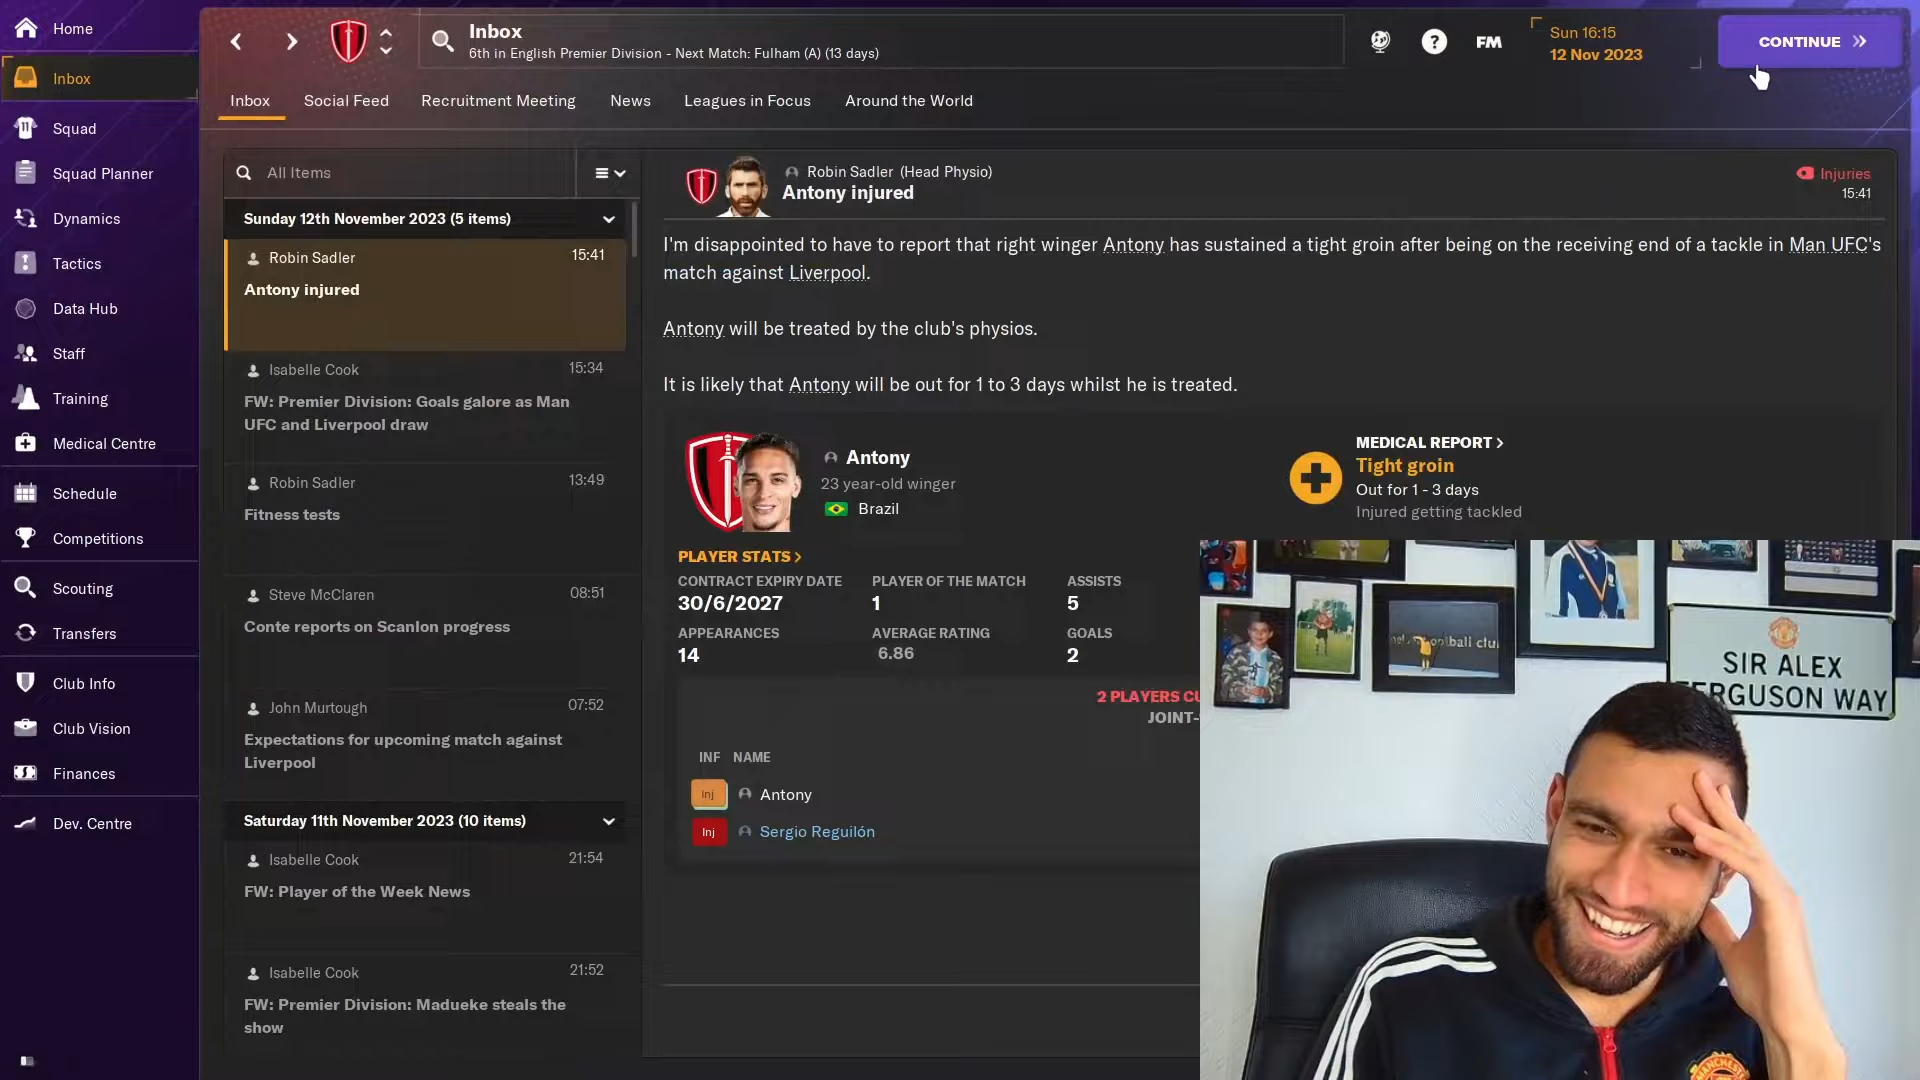 Home
Inbox
Squad
Squad Planner
Dynamics
Tactics
Data Hub
Staff
Training
Medical Centre
Schedule
Competitions
Scouting
Transfers
Club Info
Club Vision
Finances
Dev. Centre
Inbox
6th in English Premier Division - Next Match: Fulham (A) (13 days)
?
FM
Sun 16:15
12 Nov 2023
CONTINUE
Inbox
Social Feed
Recruitment Meeting
News
Leagues in Focus
Around the World
All Items
Sunday 12th November 2023 (5 items)
Robin Sadler 15:41
Antony injured
Isabelle Cook 15:34
FW: Premier Division: Goals galore as Man
UFC and Liverpool draw
Robin Sadler 13:49
Fitness tests
Steve McClaren 08:51
Conte reports on Scanlon progress
John Murtough 07:52
Expectations for upcoming match against
Liverpool
Saturday 11th November 2023 (10 items)
Isabelle Cook 21:54
FW: Player of the Week News
Isabelle Cook 21:52
FW: Premier Division: Madueke steals the
show
Robin Sadler (Head Physio)
Antony injured
Injuries
15:41
I'm disappointed to have to report that right winger Antony has sustained a tight groin after being on the receiving end of a tackle in Man UFC's
match against Liverpool.
Antony will be treated by the club's physios.
It is likely that Antony will be out for 1 to 3 days whilst he is treated.
Antony
23 year-old winger
Brazil
MEDICAL REPORT >
Tight groin
Out for 1 - 3 days
Injured getting tackled
PLAYER STATS >
CONTRACT EXPIRY DATE PLAYER OF THE MATCH ASSISTS
30/6/2027 1 5
APPEARANCES AVERAGE RATING GOALS
14 6.86 2
2 PLAYERS CU
JOINT-
INF NAME
Inj Antony
Inj Sergio Reguilón
SIR ALEX
FERGUSON WAY